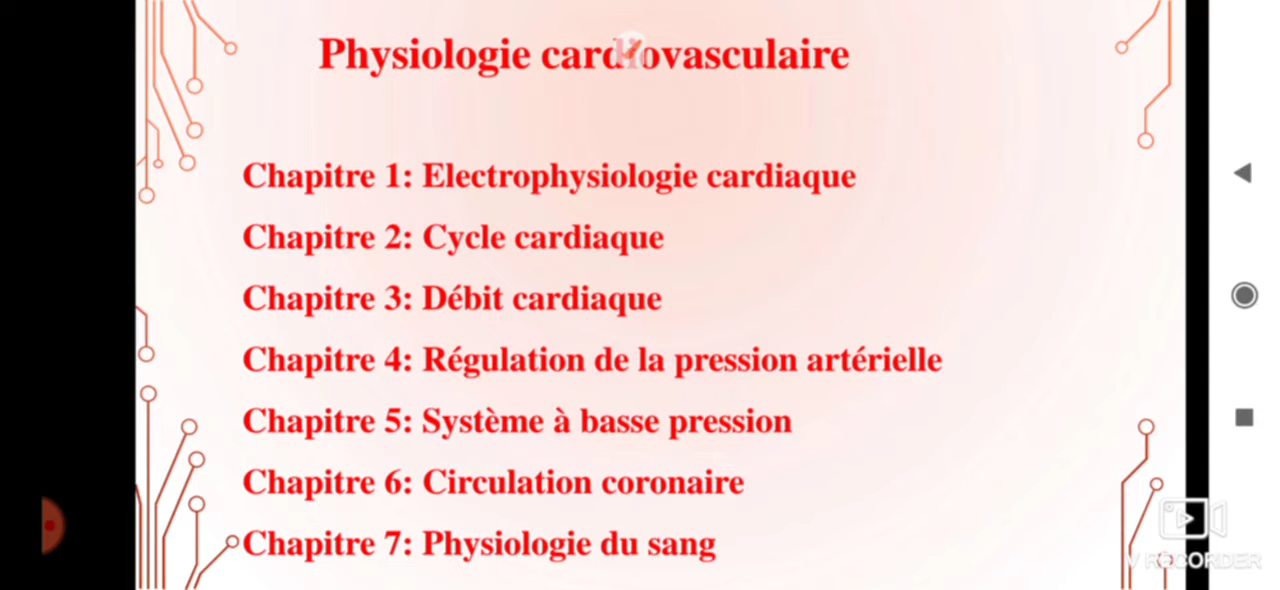 Physiologie cardiovasculaire
Chapitre 1: Electrophysiologie cardiaque
Chapitre 2: Cycle cardiaque
Chapitre 3: Débit cardiaque
Chapitre 4: Régulation de la pression artérielle
Chapitre 5: Système à basse pression
Chapitre 6: Circulation coronaire
Chapitre 7: Physiologie du sang
V RECORDER